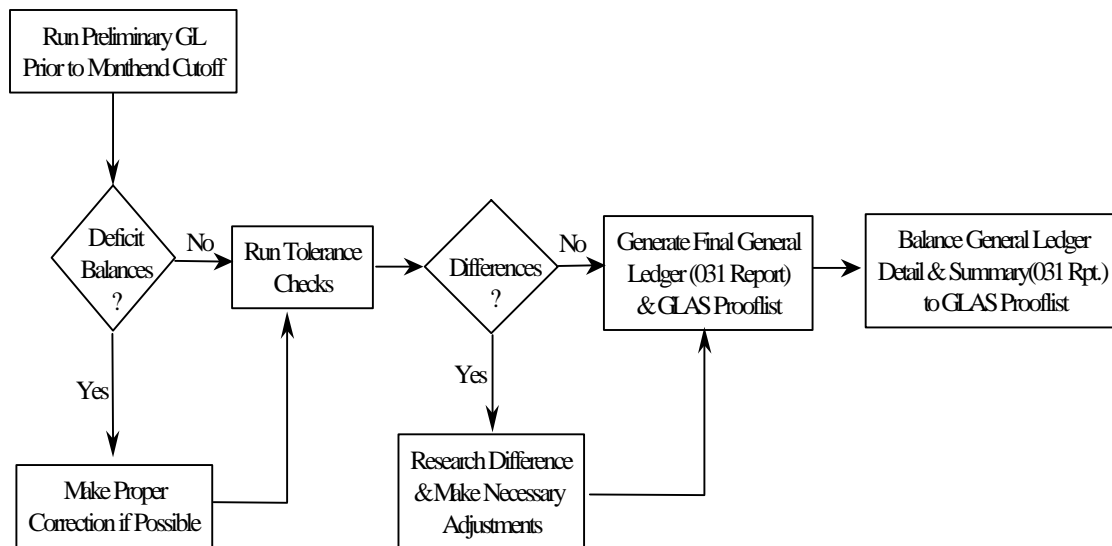 Run Preliminary GL
Prior to Monthend Cutoff
Deficit
Balances
?
No
Yes
Make Proper
Correction if Possible
Run Tolerance
Checks
Differences
?
No
Yes
Research Difference
& Make Necessary
Adjustments
Generate Final General
Ledger (031 Report)
& GLAS Prooflist
Balance General Ledger
Detail & Summary(031 Rpt.)
to GLAS Prooflist